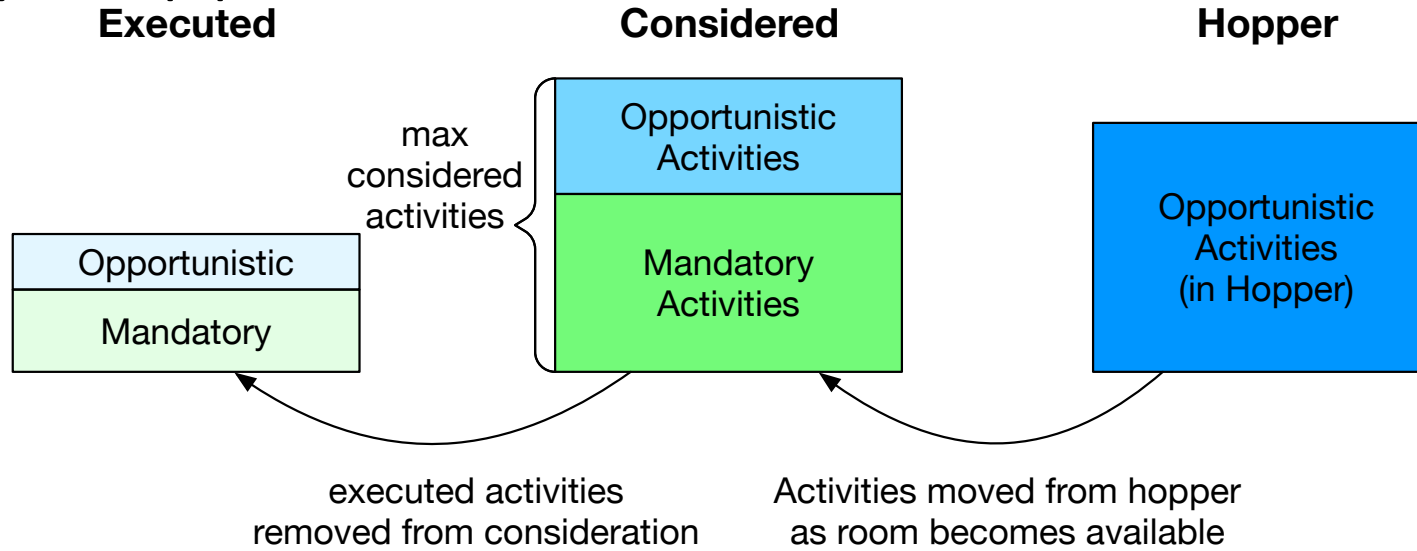 Executed
Considered
Hopper
max
considered
activities
Opportunistic
Activities
Mandatory
Activities
Opportunistic
Mandatory
Opportunistic
Activities
(in Hopper)
executed activities
removed from consideration
Activities moved from hopper
as room becomes available